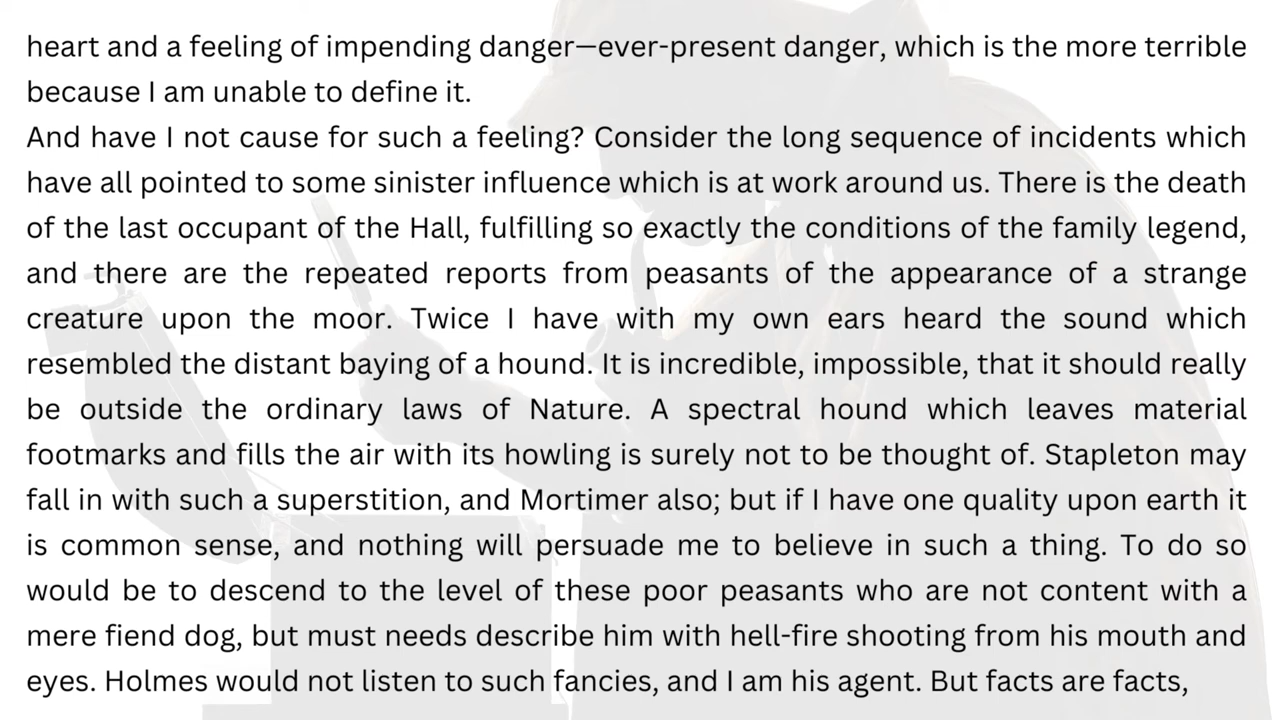 heart and a feeling of impending danger—ever-present danger, which is the more terrible
because I am unable to define it.
And have I not cause for such a feeling? Consider the long sequence of incidents which
have all pointed to some sinister influence which is at work around us. There is the death
of the last occupant of the Hall, fulfilling so exactly the conditions of the family legend,
and there are the repeated reports from peasants of the appearance of a strange
creature upon the moor. Twice I have with my own ears heard the sound which
resembled the distant baying of a hound. It is incredible, impossible, that it should really
be outside the ordinary laws of Nature. A spectral hound which leaves material
footmarks and fills the air with its howling is surely not to be thought of. Stapleton may
fall in with such a superstition, and Mortimer also; but if I have one quality upon earth it
is common sense, and nothing will persuade me to believe in such a thing. To do so
would be to descend to the level of these poor peasants who are not content with a
mere fiend dog, but must needs describe him with hell-fire shooting from his mouth and
eyes. Holmes would not listen to such fancies, and I am his agent. But facts are facts,